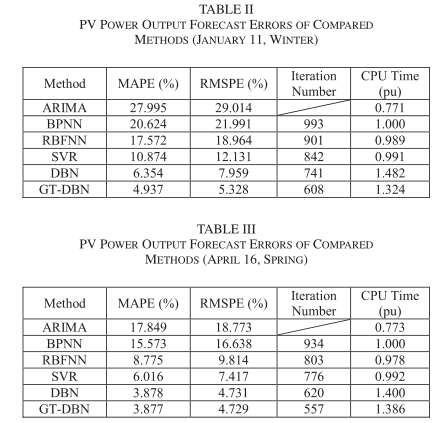 TABLE II
PV POWER OUTPUT FORECAST ERRORS OF COMPARED
METHODS (JANUARY 11, WINTER)
Method MAPE (%) RMSPE (%) Iteration Number CPU Time (pu)
ARIMA 27.995 29.014 0.771
BPNN 20.624 21.991 993 1.000
RBFNN 17.572 18.964 901 0.989
SVR 10.874 12.131 842 0.991
DBN 6.354 7.959 741 1.482
GT-DBN 4.937 5.328 608 1.324
TABLE III
PV POWER OUTPUT FORECAST ERRORS OF COMPARED
METHODS (APRIL 16, SPRING)
Method MAPE (%) RMSPE (%) Iteration Number CPU Time (pu)
ARIMA 17.849 18.773 0.773
BPNN 15.573 16.638 934 1.000
RBFNN 8.775 9.814 803 0.978
SVR 6.016 7.417 776 0.992
DBN 3.878 4.731 620 1.400
GT-DBN 3.877 4.729 557 1.386